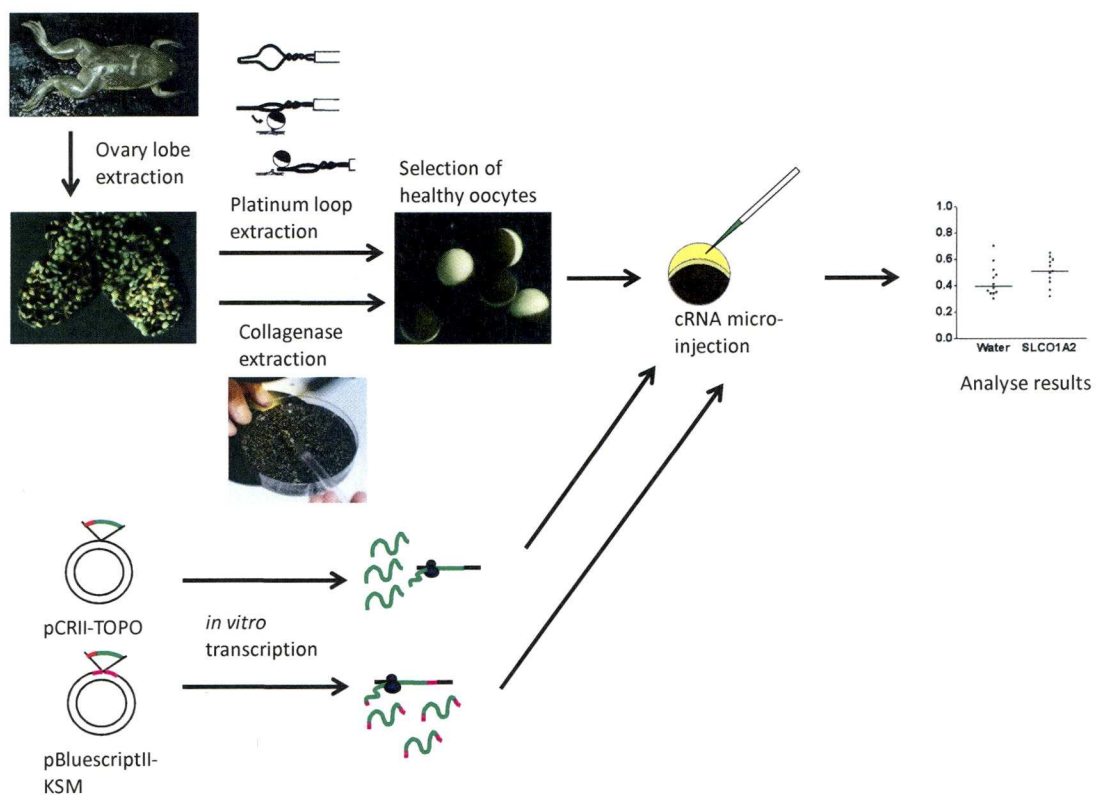 Ovary lobe
extraction
Platinum loop
extraction
Selection of
healthy oocytes
Collagenase
extraction
cRNA micro-
injection
1.0
0.8
0.6
0.4
0.2
0.0
Water SLCO1A2
Analyse results
pCRII-TOPO
in vitro
transcription
pBluescriptII-
KSM